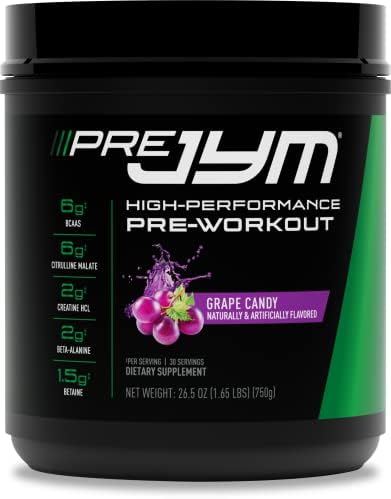 PRE JYM®
HIGH-PERFORMANCE
PRE-WORKOUT
6g‡
BCAAS
6g‡
CITRULLINE MALATE
2g‡
CREATINE HCL
2g‡
BETA-ALANINE
1.5g‡
BETAINE
GRAPE CANDY
NATURALLY & ARTIFICIALLY FLAVORED
‡PER SERVING | 30 SERVINGS
DIETARY SUPPLEMENT
NET WEIGHT: 26.5 OZ (1.65 LBS) (750g)